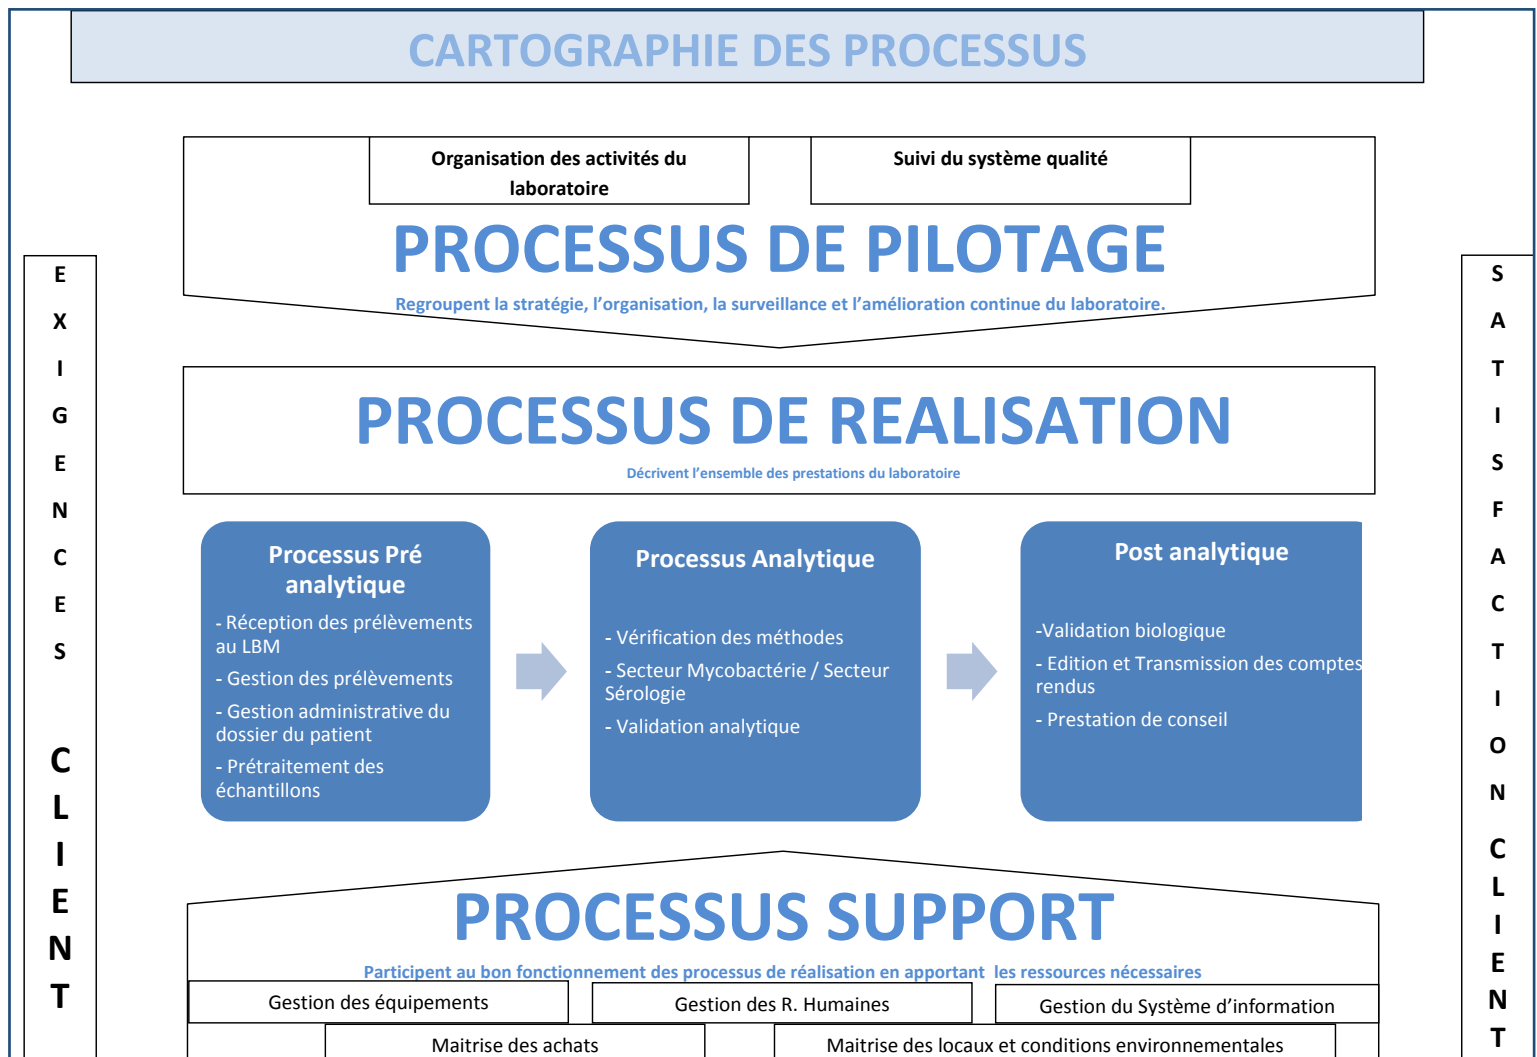 CARTOGRAPHIE DES PROCESSUS
Organisation des activités du
laboratoire
Suivi du système qualité
PROCESSUS DE PILOTAGE
Regroupent la stratégie, l’organisation, la surveillance et l’amélioration continue du laboratoire.
EXIGENCES CLIENT
PROCESSUS DE REALISATION
Décrivent l’ensemble des prestations du laboratoire
Processus Pré
analytique
- Réception des prélèvements
au LBM
- Gestion des prélèvements
- Gestion administrative du
dossier du patient
- Prétraitement des
échantillons
Processus Analytique
- Vérification des méthodes
- Secteur Mycobactérie / Secteur
Sérologie
- Validation analytique
Post analytique
-Validation biologique
- Edition et Transmission des comptes
rendus
- Prestation de conseil
SATISFACTION CLIENT
PROCESSUS SUPPORT
Participent au bon fonctionnement des processus de réalisation en apportant  les ressources nécessaires
Gestion des équipements
Gestion des R. Humaines
Gestion du Système d’information
Maitrise des achats
Maitrise des locaux et conditions environnementales